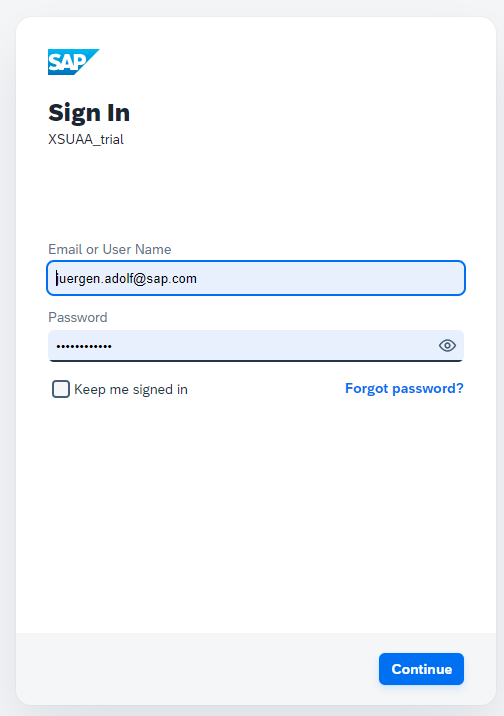 SAP
Sign In
XSUAA_trial
Email or User Name
juergen.adolf@sap.com
Password
••••••••••••
Keep me signed in
Forgot password?
Continue